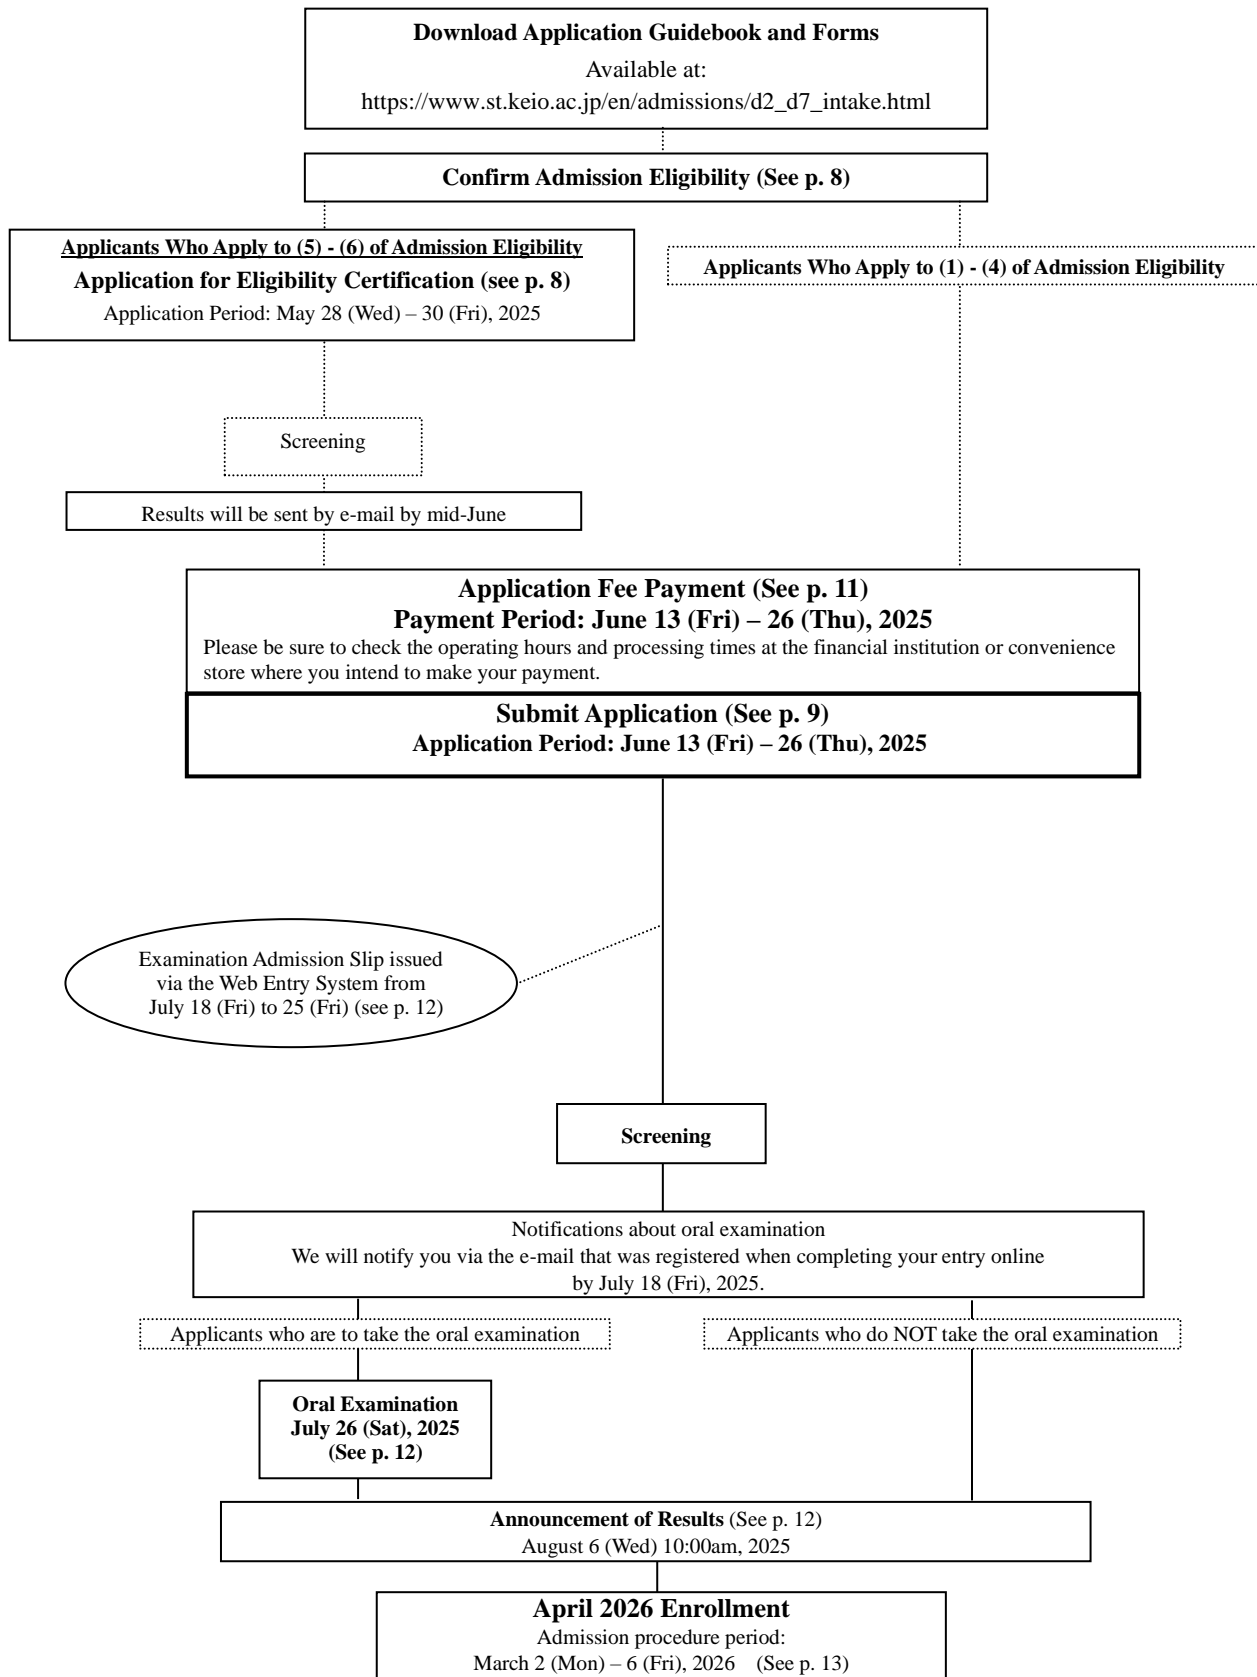 Download Application Guidebook and Forms
Available at:
https://www.st.keio.ac.jp/en/admissions/d2_d7_intake.html
Confirm Admission Eligibility (See p. 8)
Applicants Who Apply to (5) - (6) of Admission Eligibility
Application for Eligibility Certification (see p. 8)
Application Period: May 28 (Wed) – 30 (Fri), 2025
Applicants Who Apply to (1) - (4) of Admission Eligibility
Screening
Results will be sent by e-mail by mid-June
Application Fee Payment (See p. 11)
Payment Period: June 13 (Fri) – 26 (Thu), 2025
Please be sure to check the operating hours and processing times at the financial institution or convenience
store where you intend to make your payment.
Submit Application (See p. 9)
Application Period: June 13 (Fri) – 26 (Thu), 2025
Examination Admission Slip issued
via the Web Entry System from
July 18 (Fri) to 25 (Fri) (see p. 12)
Screening
Notifications about oral examination
We will notify you via the e-mail that was registered when completing your entry online
by July 18 (Fri), 2025.
Applicants who are to take the oral examination
Applicants who do NOT take the oral examination
Oral Examination
July 26 (Sat), 2025
(See p. 12)
Announcement of Results (See p. 12)
August 6 (Wed) 10:00am, 2025
April 2026 Enrollment
Admission procedure period:
March 2 (Mon) – 6 (Fri), 2026 (See p. 13)